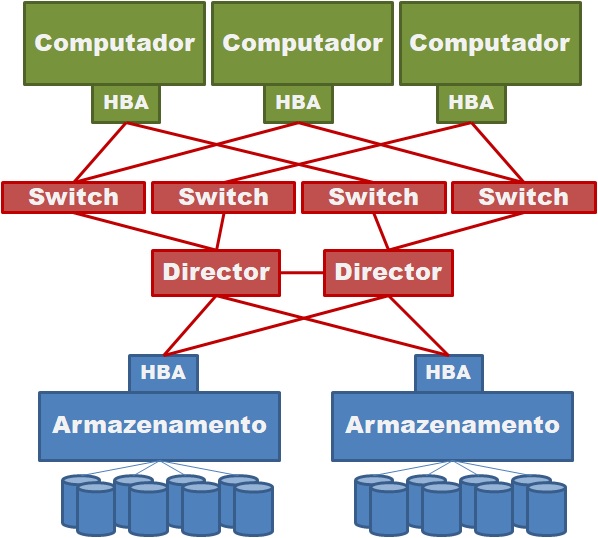 Computador
Computador
Computador
HBA
HBA
HBA
Switch
Switch
Switch
Switch
Director
Director
HBA
HBA
Armazenamento
Armazenamento